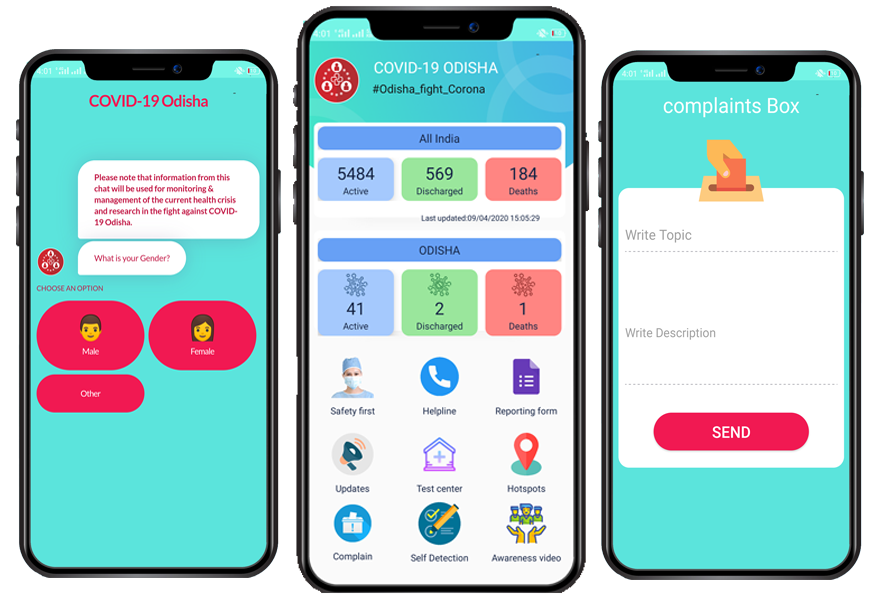 4:01
COVID-19 Odisha
Please note that information from this
chat will be used for monitoring &
management of the current health crisis
and research in the fight against COVID-
19 Odisha.
What is your Gender?
CHOOSE AN OPTION
Male
Female
Other
4:01
COVID-19 ODISHA
#Odisha_fight_Corona
All India
5484
Active
569
Discharged
184
Deaths
Last updated:09/04/2020 15:05:29
ODISHA
41
Active
2
Discharged
1
Deaths
Safety first
Helpline
Reporting form
Updates
Test center
Hotspots
Complain
Self Detection
Awareness video
4:01
complaints Box
Write Topic
Write Description
SEND